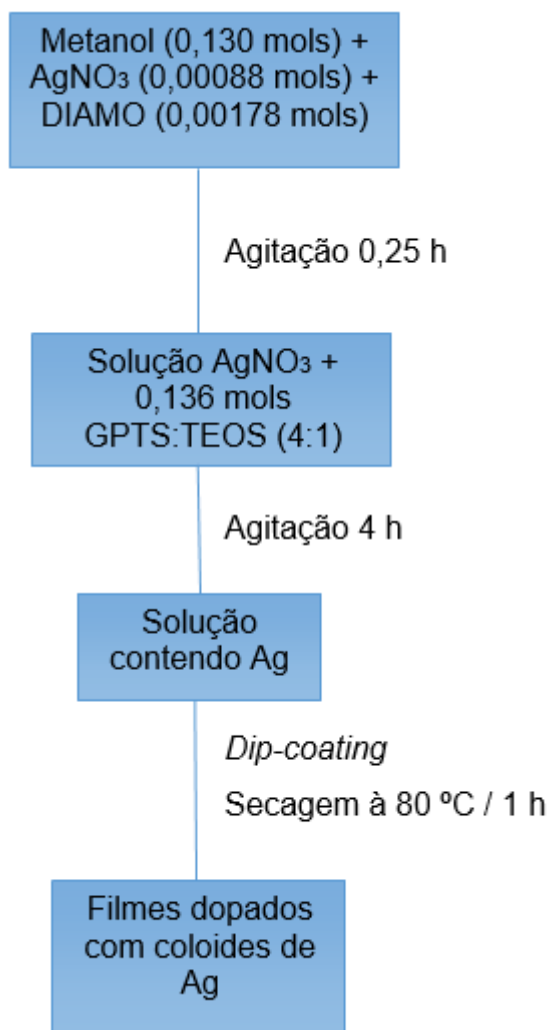 Metanol (0,130 mols) +
AgNO₃ (0,00088 mols) +
DIAMO (0,00178 mols)
Agitação 0,25 h
Solução AgNO₃ +
0,136 mols
GPTS:TEOS (4:1)
Agitação 4 h
Solução
contendo Ag
Dip-coating
Secagem à 80 ºC / 1 h
Filmes dopados
com coloides de
Ag